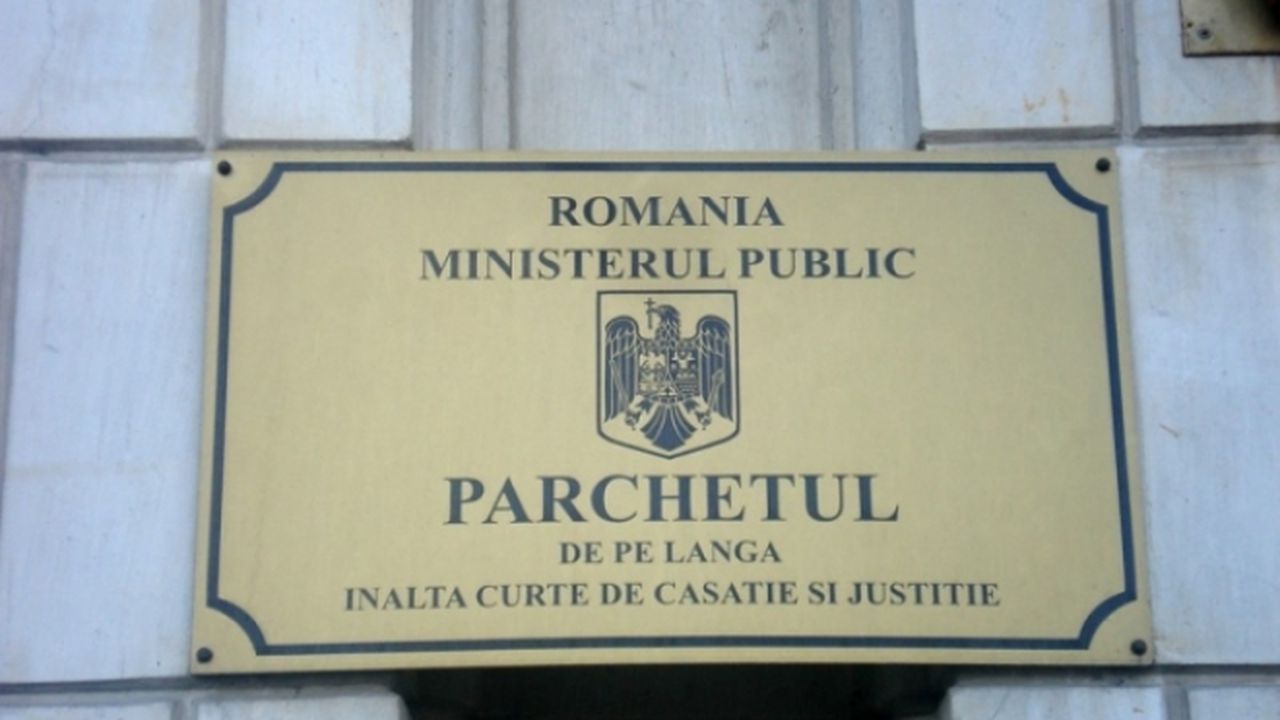 ROMANIA
MINISTERUL PUBLIC
PARCHETUL
DE PE LANGA
INALTA CURTE DE CASATIE SI JUSTITIE